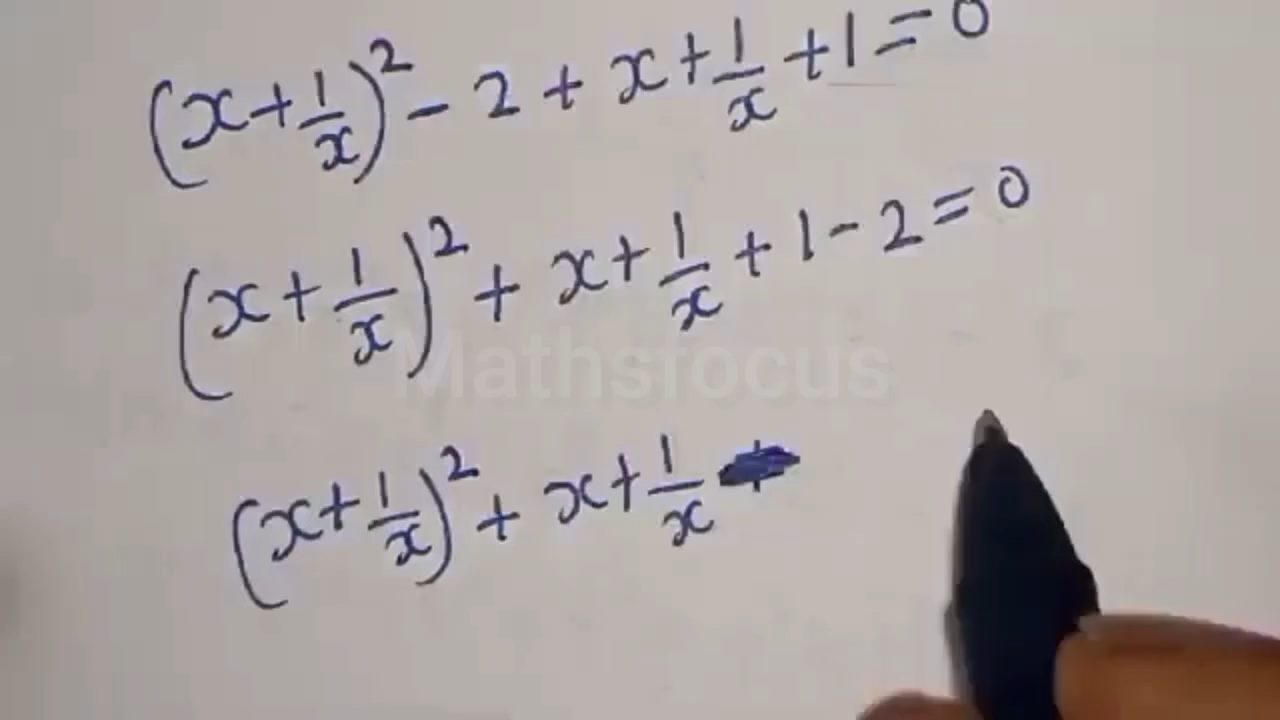 (x+1/x)² - 2 + x + 1/x + 1 = 0
(x + 1/x)² + x + 1/x + 1 - 2 = 0
Mathsfocus
(x+1/x)² + x + 1/x